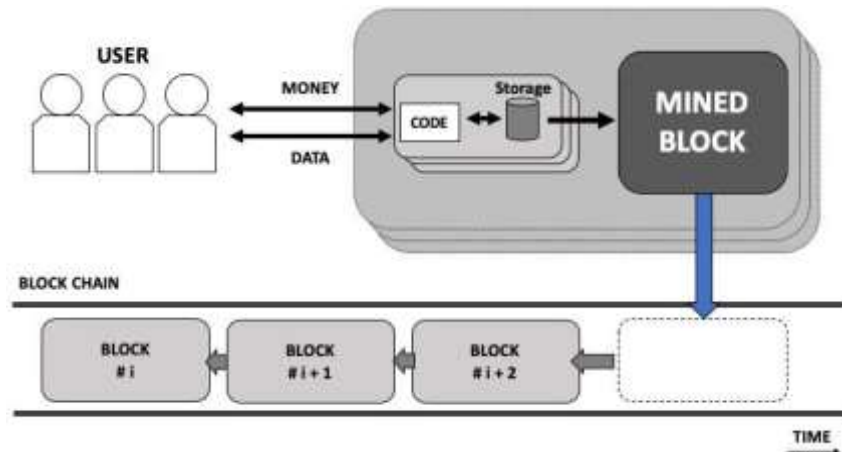 USER
MONEY
DATA
CODE
Storage
MINED
BLOCK
BLOCK CHAIN
BLOCK
# i
BLOCK
# i + 1
BLOCK
# i + 2
TIME